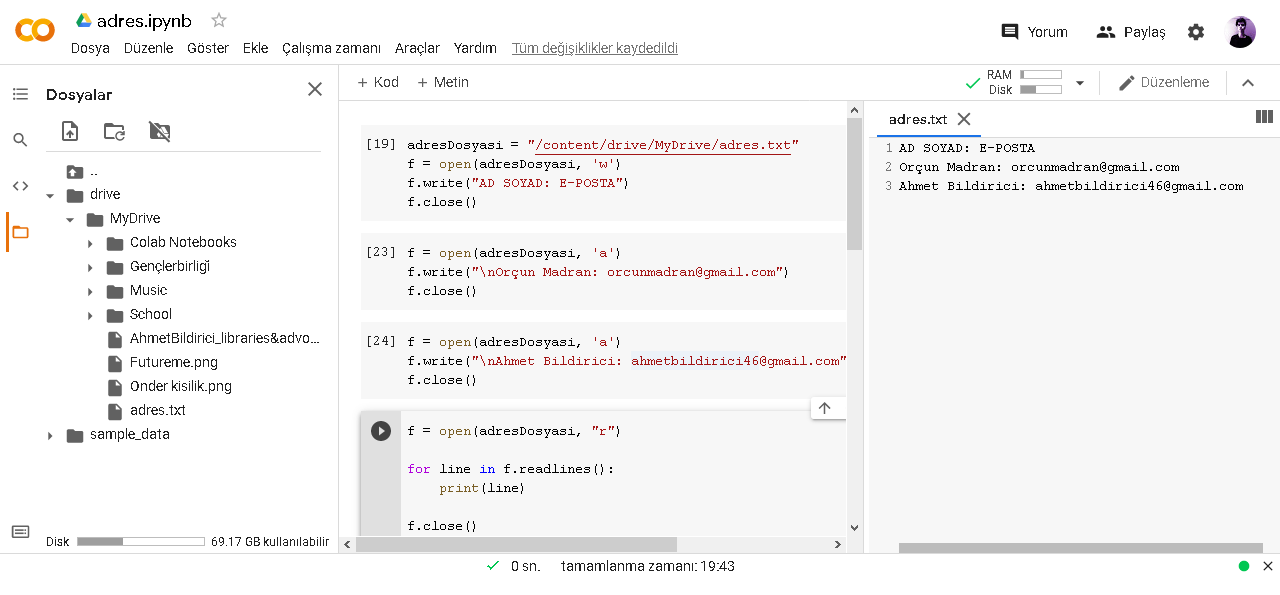 adres.ipynb
Dosya Düzenle Göster Ekle Çalışma zamanı Araçlar Yardım Tüm değişiklikler kaydedildi
Yorum
Paylaş
Dosyalar
..
drive
MyDrive
Colab Notebooks
Gençlerbirliği
Music
School
AhmetBildirici_libraries&advo...
Futureme.png
Onder kisilik.png
adres.txt
sample_data
Disk 69.17 GB kullanılabilir
+ Kod + Metin
RAM
Disk
Düzenleme
[19] adresDosyasi = "/content/drive/MyDrive/adres.txt"
f = open(adresDosyasi, 'w')
f.write("AD SOYAD: E-POSTA")
f.close()
[23] f = open(adresDosyasi, 'a')
f.write("\nOrçun Madran: orcunmadran@gmail.com")
f.close()
[24] f = open(adresDosyasi, 'a')
f.write("\nAhmet Bildirici: ahmetbildirici46@gmail.com"
f.close()
f = open(adresDosyasi, "r")
for line in f.readlines():
print(line)
f.close()
adres.txt
1 AD SOYAD: E-POSTA
2 Orçun Madran: orcunmadran@gmail.com
3 Ahmet Bildirici: ahmetbildirici46@gmail.com
0 sn. tamamlanma zamanı: 19:43